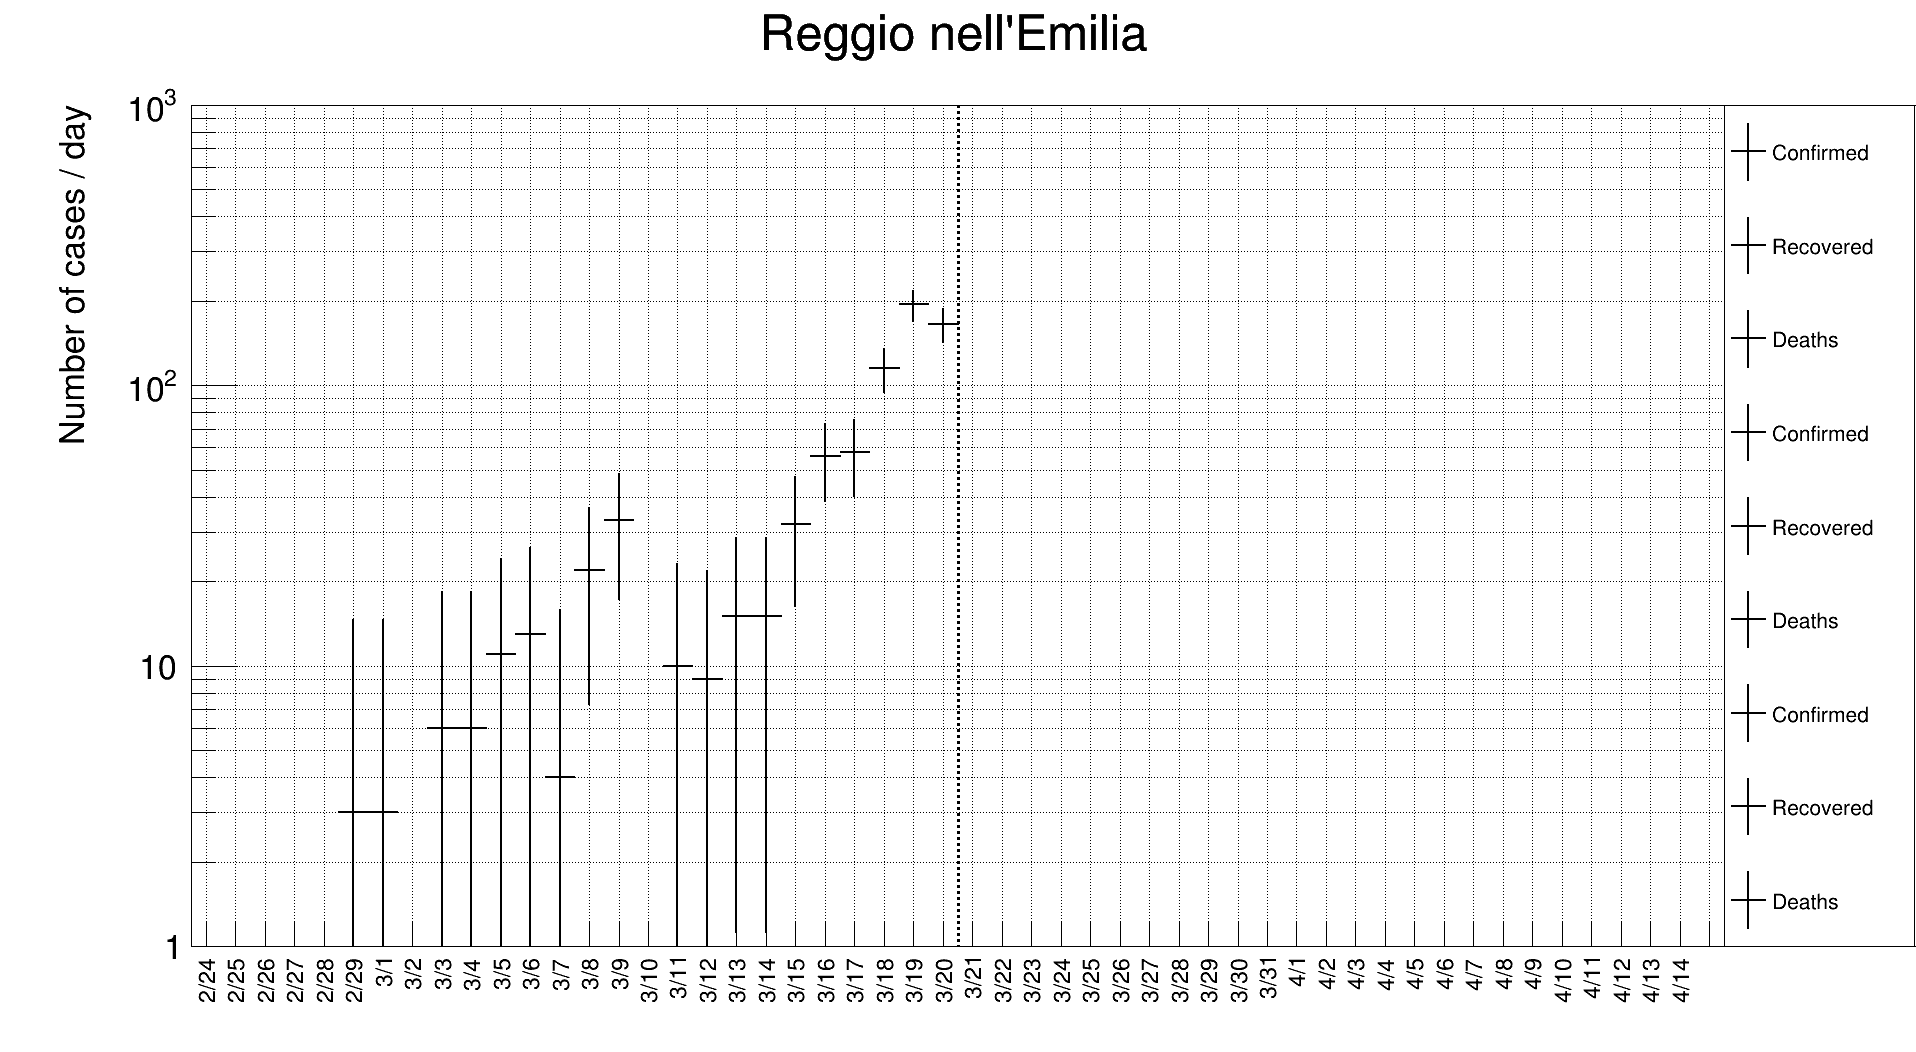 Reggio nell'Emilia
Number of cases / day
10³
10²
10
1
2/24 2/25 2/26 2/27 2/28 2/29 3/1 3/2 3/3 3/4 3/5 3/6 3/7 3/8 3/9 3/10 3/11 3/12 3/13 3/14 3/15 3/16 3/17 3/18 3/19 3/20 3/21 3/22 3/23 3/24 3/25 3/26 3/27 3/28 3/29 3/30 3/31 4/1 4/2 4/3 4/4 4/5 4/6 4/7 4/8 4/9 4/10 4/11 4/12 4/13 4/14
Confirmed
Recovered
Deaths
Confirmed
Recovered
Deaths
Confirmed
Recovered
Deaths